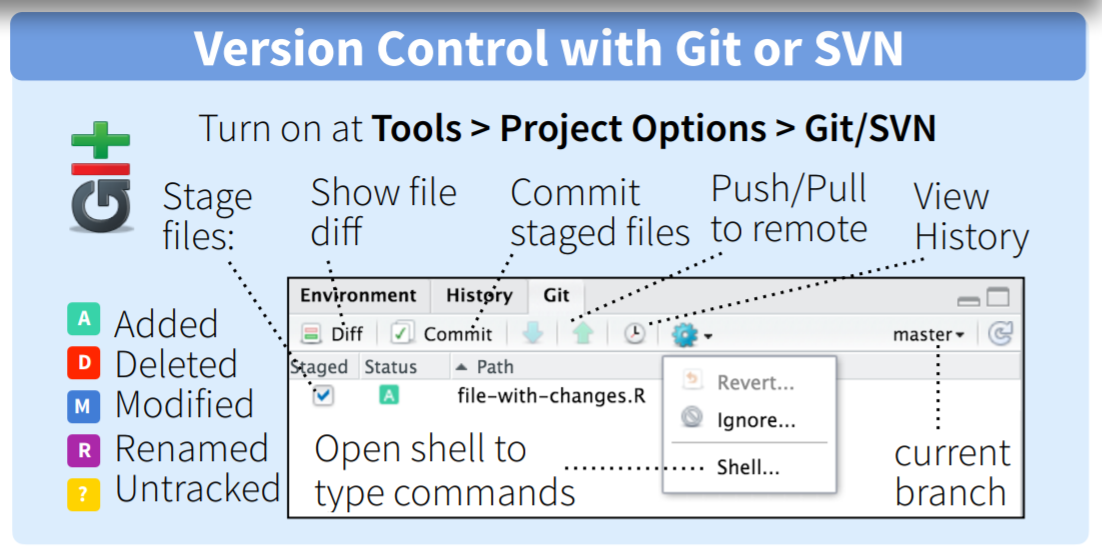 Version Control with Git or SVN
Turn on at Tools > Project Options > Git/SVN
git
Stage
files:
Show file
diff
Commit
staged files
Push/Pull
to remote
View
History
A Added
D Deleted
M Modified
R Renamed
? Untracked
Environment History Git
Diff Commit master
Staged Status Path
A file-with-changes.R
Revert...
Ignore...
Shell...
Open shell to
type commands
current
branch